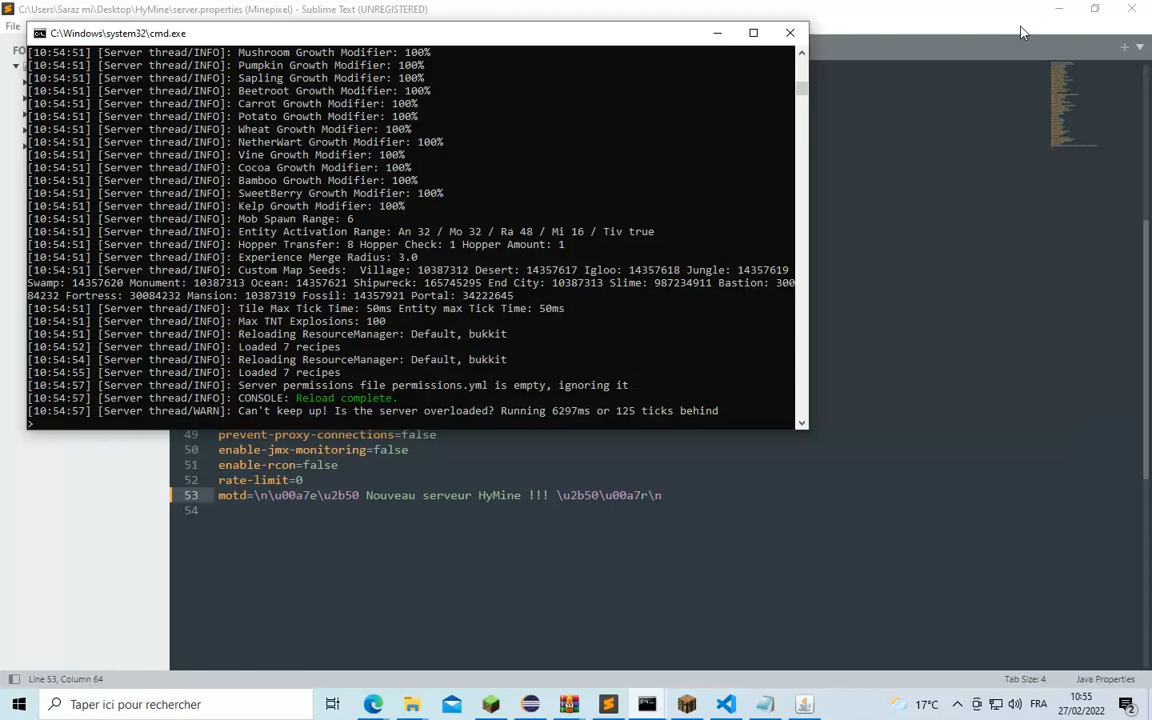 C:\Users\Saraz mi\Desktop\HyMine\server.properties (Minepixel) - Sublime Text (UNREGISTERED)
File
C:\Windows\system32\cmd.exe
FO
[10:54:51] [Server thread/INFO]: Mushroom Growth Modifier: 100%
[10:54:51] [Server thread/INFO]: Pumpkin Growth Modifier: 100%
[10:54:51] [Server thread/INFO]: Sapling Growth Modifier: 100%
[10:54:51] [Server thread/INFO]: Beetroot Growth Modifier: 100%
[10:54:51] [Server thread/INFO]: Carrot Growth Modifier: 100%
[10:54:51] [Server thread/INFO]: Potato Growth Modifier: 100%
[10:54:51] [Server thread/INFO]: Wheat Growth Modifier: 100%
[10:54:51] [Server thread/INFO]: NetherWart Growth Modifier: 100%
[10:54:51] [Server thread/INFO]: Vine Growth Modifier: 100%
[10:54:51] [Server thread/INFO]: Cocoa Growth Modifier: 100%
[10:54:51] [Server thread/INFO]: Bamboo Growth Modifier: 100%
[10:54:51] [Server thread/INFO]: SweetBerry Growth Modifier: 100%
[10:54:51] [Server thread/INFO]: Kelp Growth Modifier: 100%
[10:54:51] [Server thread/INFO]: Mob Spawn Range: 6
[10:54:51] [Server thread/INFO]: Entity Activation Range: An 32 / Mo 32 / Ra 48 / Mi 16 / Tiv true
[10:54:51] [Server thread/INFO]: Hopper Transfer: 8 Hopper Check: 1 Hopper Amount: 1
[10:54:51] [Server thread/INFO]: Experience Merge Radius: 3.0
[10:54:51] [Server thread/INFO]: Custom Map Seeds:  Village: 10387312 Desert: 14357617 Igloo: 14357618 Jungle: 14357619
Swamp: 14357620 Monument: 10387313 Ocean: 14357621 Shipwreck: 165745295 End City: 10387313 Slime: 987234911 Bastion: 300
84232 Fortress: 30084232 Mansion: 10387319 Fossil: 14357921 Portal: 34222645
[10:54:51] [Server thread/INFO]: Tile Max Tick Time: 50ms Entity max Tick Time: 50ms
[10:54:51] [Server thread/INFO]: Max TNT Explosions: 100
[10:54:51] [Server thread/INFO]: Reloading ResourceManager: Default, bukkit
[10:54:52] [Server thread/INFO]: Loaded 7 recipes
[10:54:54] [Server thread/INFO]: Reloading ResourceManager: Default, bukkit
[10:54:55] [Server thread/INFO]: Loaded 7 recipes
[10:54:57] [Server thread/INFO]: Server permissions file permissions.yml is empty, ignoring it
[10:54:57] [Server thread/INFO]: CONSOLE: Reload complete.
[10:54:57] [Server thread/WARN]: Can't keep up! Is the server overloaded? Running 6297ms or 125 ticks behind
>
49 prevent-proxy-connections=false
50 enable-jmx-monitoring=false
51 enable-rcon=false
52 rate-limit=0
53 motd=\n\u00a7e\u2b50 Nouveau serveur HyMine !!! \u2b50\u00a7r\n
54
Line 53, Column 64
Tab Size: 4
Java Properties
Taper ici pour rechercher
17°C
FRA
10:55
27/02/2022
2